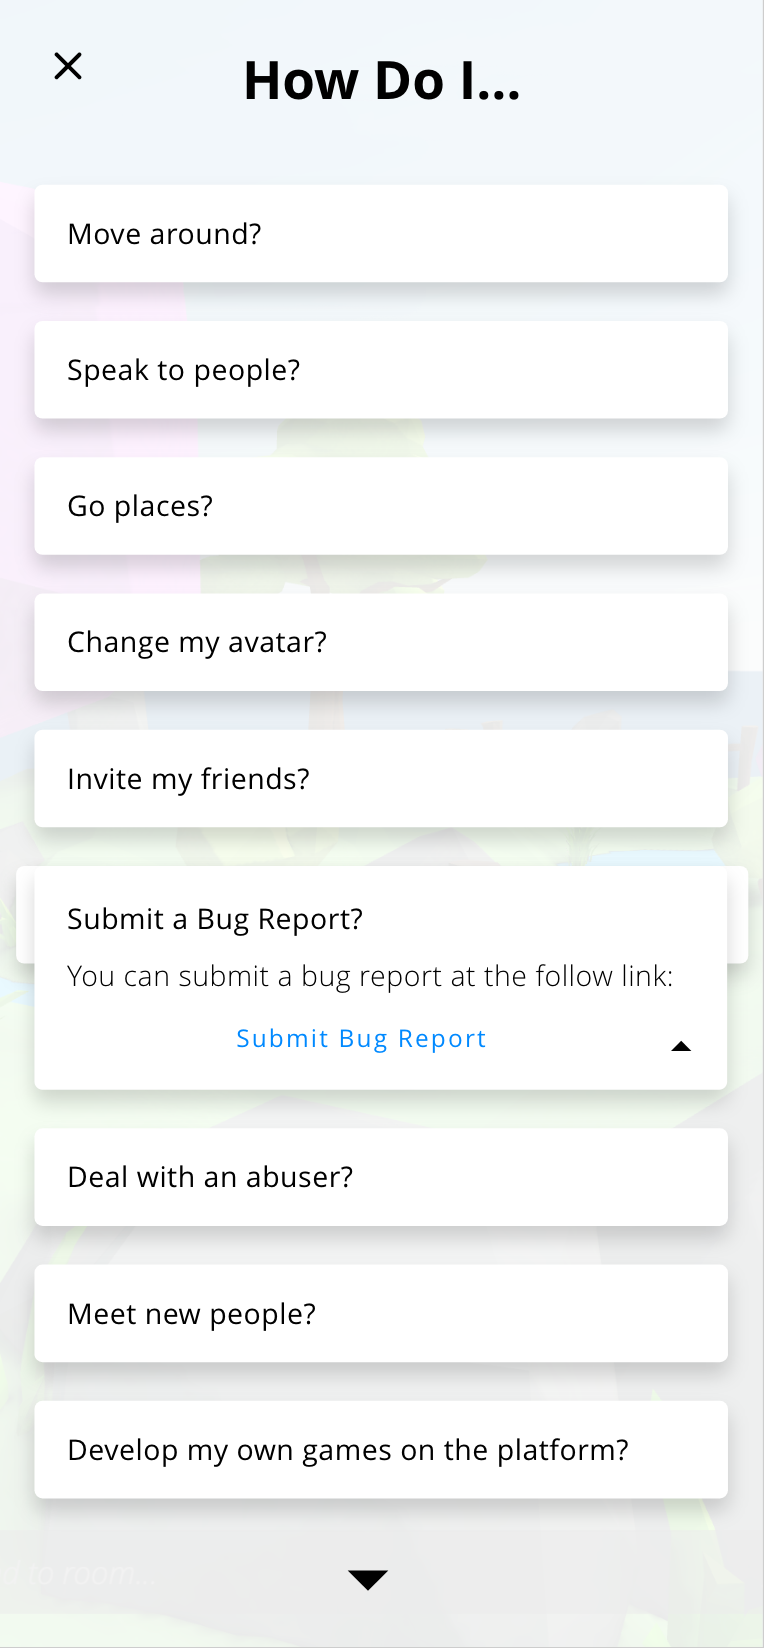 How Do I...
Move around?
Speak to people?
Go places?
Change my avatar?
Invite my friends?
Submit a Bug Report?
You can submit a bug report at the follow link:
Submit Bug Report
Deal with an abuser?
Meet new people?
Develop my own games on the platform?
to room...